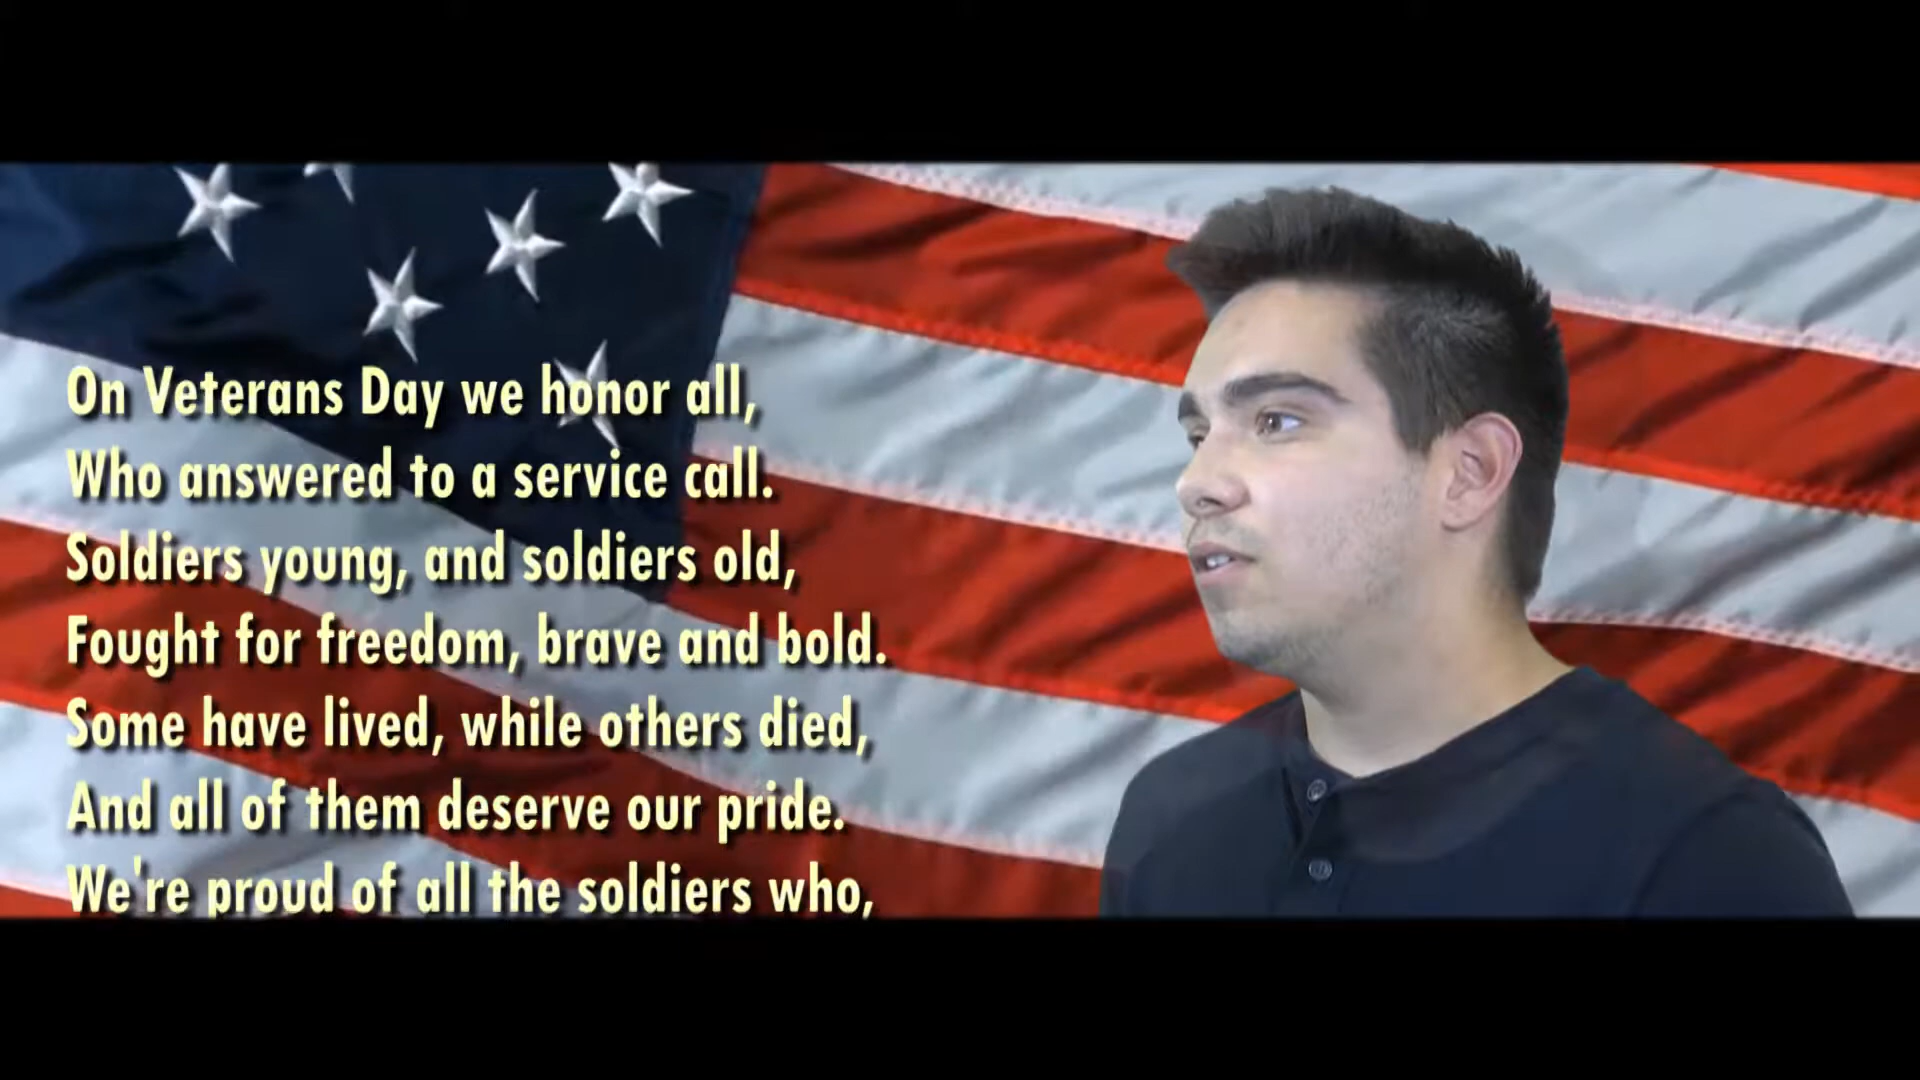 On Veterans Day we honor all,
Who answered to a service call.
Soldiers young, and soldiers old,
Fought for freedom, brave and bold.
Some have lived, while others died,
And all of them deserve our pride.
We're proud of all the soldiers who,